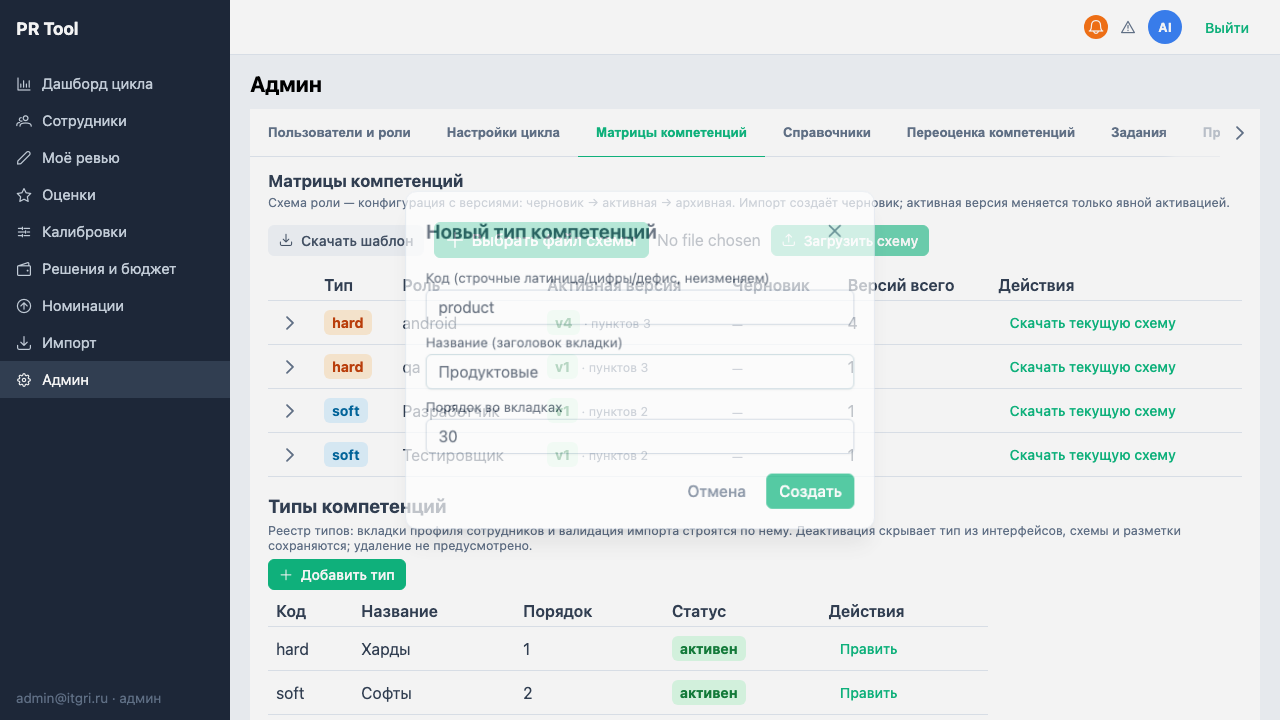 PR Tool
AI
Выйти
Дашборд цикла
Сотрудники
Моё ревью
Оценки
Калибровки
Решения и бюджет
Номинации
Импорт
Админ
admin@itgri.ru · админ
Админ
Пользователи и роли
Настройки цикла
Матрицы компетенций
Справочники
Переоценка компетенций
Задания
Пр
Матрицы компетенций
Схема роли — конфигурация с версиями: черновик → активная → архивная. Импорт создаёт черновик; активная версия меняется только явной активацией.
Скачать шаблон
Выбрать файл схемы
No file chosen
Загрузить схему
Тип Роль Активная версия Черновик Версий всего Действия
hard android v4 · пунктов 3 — 4 Скачать текущую схему
hard qa v1 · пунктов 3 — 1 Скачать текущую схему
soft Разработчик v1 · пунктов 2 — 1 Скачать текущую схему
soft Тестировщик v1 · пунктов 2 — 1 Скачать текущую схему
Новый тип компетенций
Код (строчные латиница/цифры/дефис, неизменяем)
product
Название (заголовок вкладки)
Продуктовые
Порядок во вкладках
30
Отмена
Создать
Типы компетенций
Реестр типов: вкладки профиля сотрудников и валидация импорта строятся по нему. Деактивация скрывает тип из интерфейсов, схемы и разметки
сохраняются; удаление не предусмотрено.
Добавить тип
Код Название Порядок Статус Действия
hard Харды 1 активен Править
soft Софты 2 активен Править